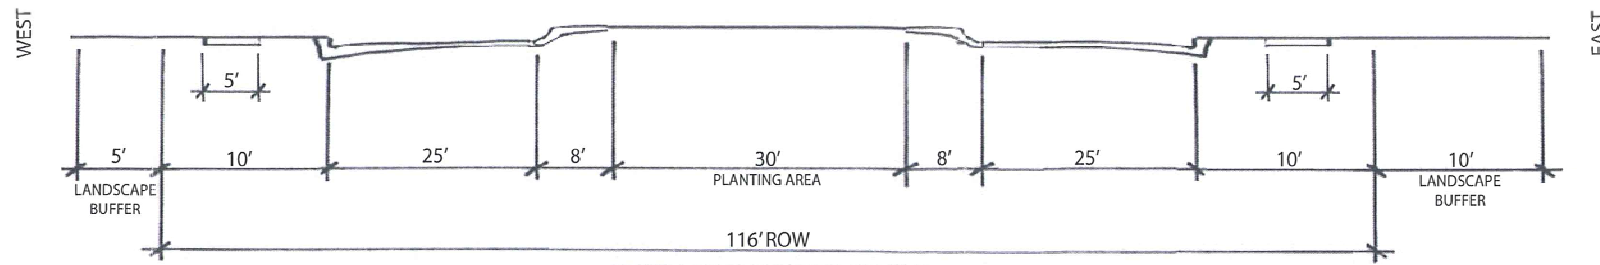 WEST
EAST
5'
5'
5'
10'
25'
8'
30'
8'
25'
10'
10'
LANDSCAPE
BUFFER
PLANTING AREA
LANDSCAPE
BUFFER
116' ROW